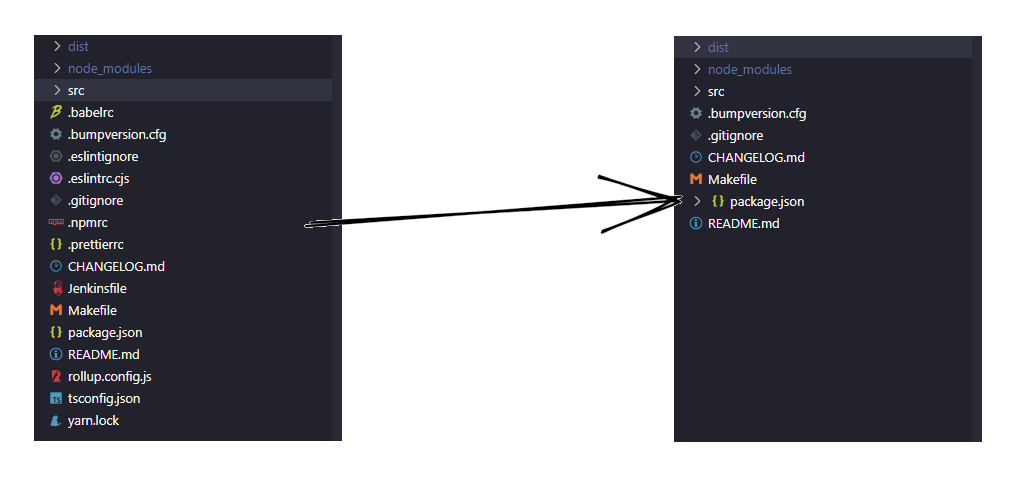 dist
node_modules
src
.babelrc
.bumpversion.cfg
.eslintignore
.eslintrc.cjs
.gitignore
.npmrc
.prettierrc
CHANGELOG.md
Jenkinsfile
Makefile
package.json
README.md
rollup.config.js
tsconfig.json
yarn.lock
dist
node_modules
src
.bumpversion.cfg
.gitignore
CHANGELOG.md
Makefile
package.json
README.md